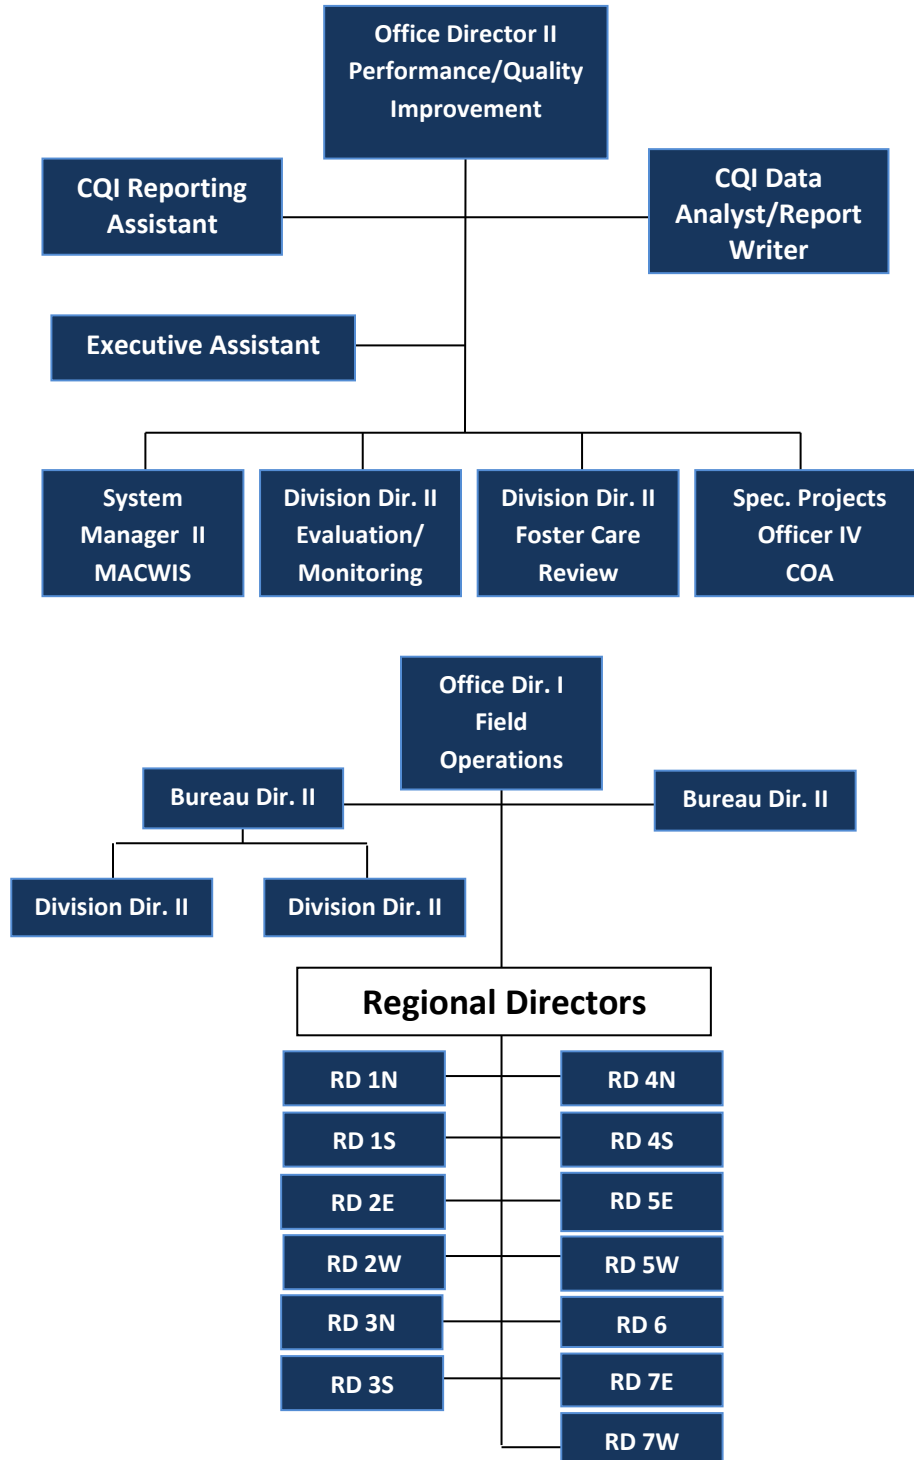 Office Director II
Performance/Quality
Improvement
CQI Reporting
Assistant
CQI Data
Analyst/Report
Writer
Executive Assistant
System
Manager II
MACWIS
Division Dir. II
Evaluation/
Monitoring
Division Dir. II
Foster Care
Review
Spec. Projects
Officer IV
COA
Office Dir. I
Field
Operations
Bureau Dir. II
Bureau Dir. II
Division Dir. II
Division Dir. II
Regional Directors
RD 1N
RD 4N
RD 1S
RD 4S
RD 2E
RD 5E
RD 2W
RD 5W
RD 3N
RD 6
RD 3S
RD 7E
RD 7W